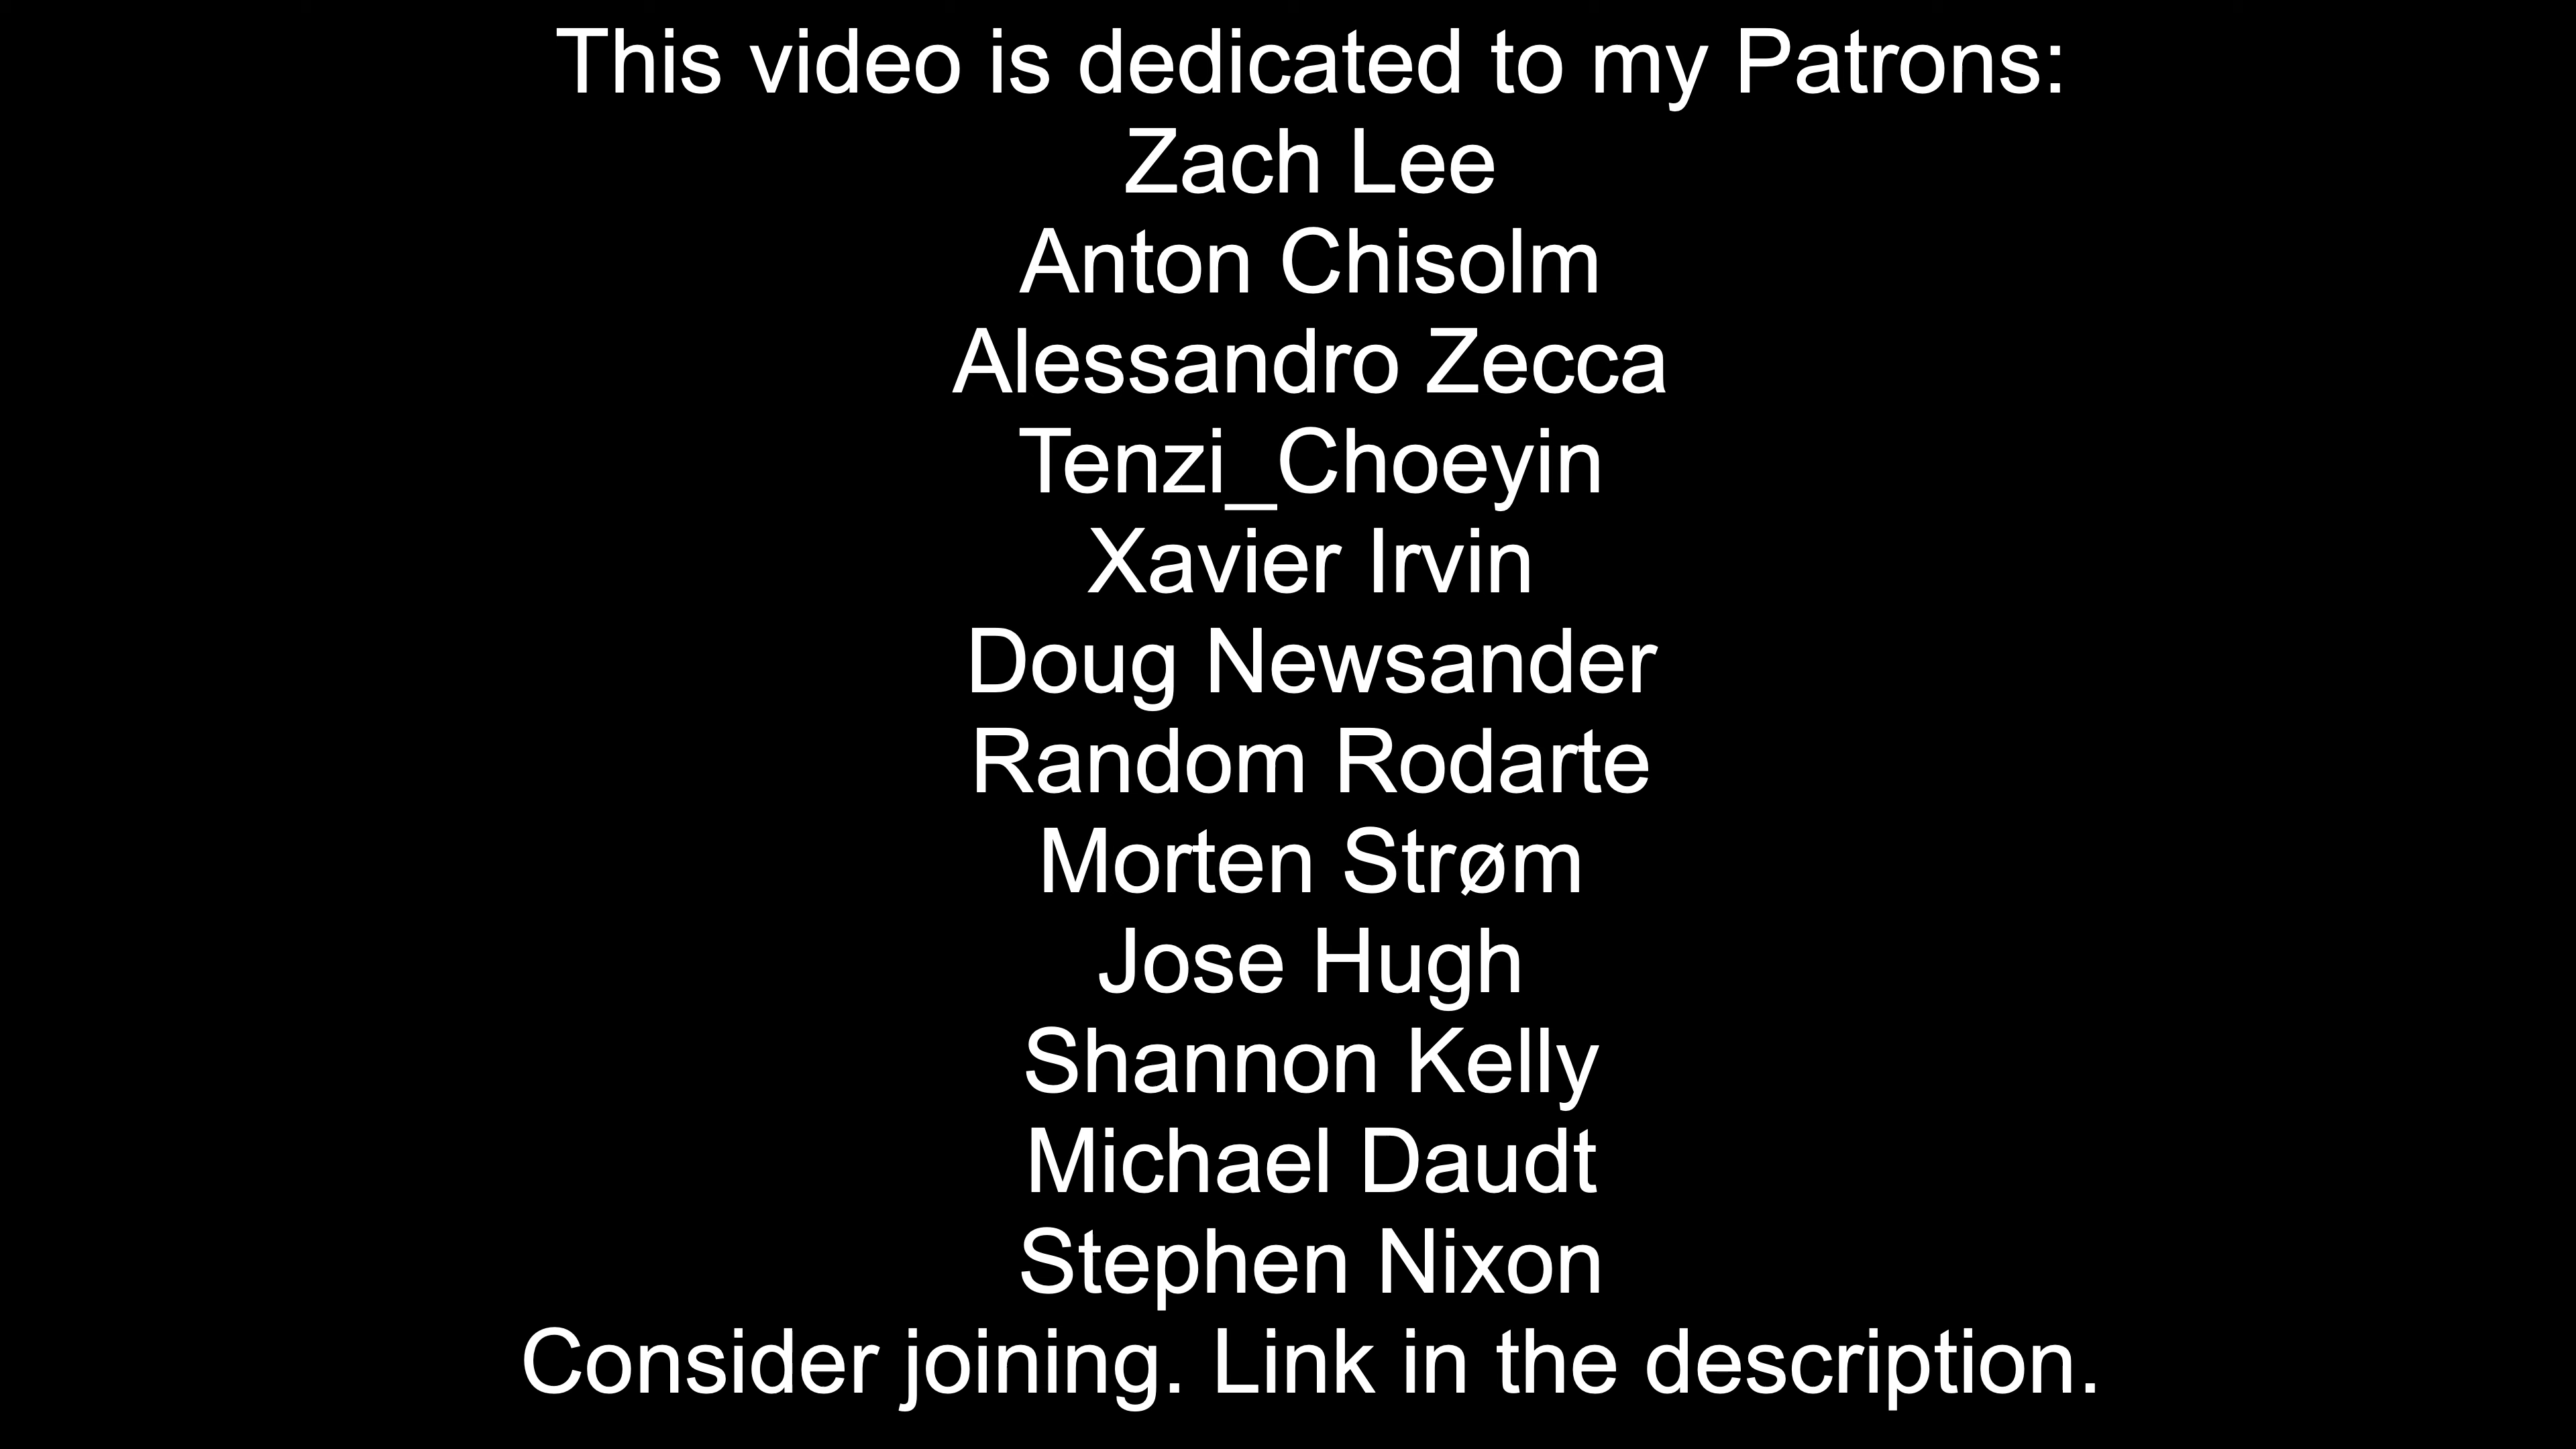 This video is dedicated to my Patrons:
Zach Lee
Anton Chisolm
Alessandro Zecca
Tenzi_Choeyin
Xavier Irvin
Doug Newsander
Random Rodarte
Morten Strøm
Jose Hugh
Shannon Kelly
Michael Daudt
Stephen Nixon
Consider joining. Link in the description.